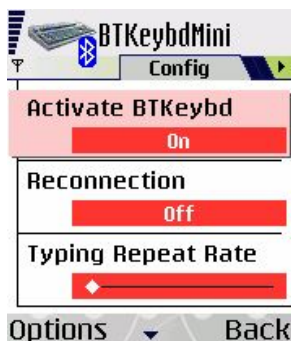 BTKeybdMini
Config
Activate BTKeybd
On
Reconnection
Off
Typing Repeat Rate
Options Back